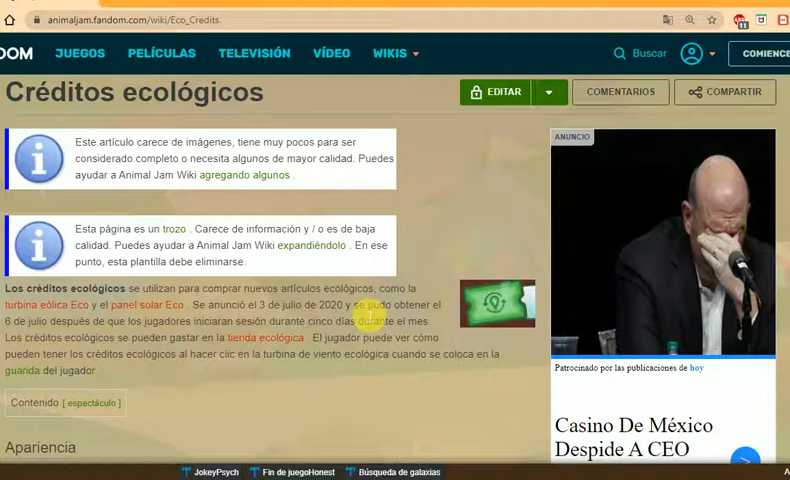 animaljam.fandom.com/wiki/Eco_Credits
11
DOM JUEGOS PELÍCULAS TELEVISIÓN VÍDEO WIKIS Buscar COMIENCE
Créditos ecológicos
EDITAR COMENTARIOS COMPARTIR
Este artículo carece de imágenes, tiene muy pocos para ser
considerado completo o necesita algunos de mayor calidad. Puedes
ayudar a Animal Jam Wiki agregando algunos .
Esta página es un trozo . Carece de información y / o es de baja
calidad. Puedes ayudar a Animal Jam Wiki expandiéndolo . En ese
punto, esta plantilla debe eliminarse.
Los créditos ecológicos se utilizan para comprar nuevos artículos ecológicos, como la
turbina eólica Eco y el panel solar Eco . Se anunció el 3 de julio de 2020 y se pudo obtener el
6 de julio después de que los jugadores iniciaran sesión durante cinco días durante el mes.
Los créditos ecológicos se pueden gastar en la tienda ecológica . El jugador puede ver cómo
pueden tener los créditos ecológicos al hacer clic en la turbina de viento ecológica cuando se coloca en la
guarida del jugador
Contenido [ espectáculo ]
Apariencia
ANUNCIO
Patrocinado por las publicaciones de hoy
Casino De México
Despide A CEO
JokeyPsych Fin de juegoHonest Búsqueda de galaxias
A